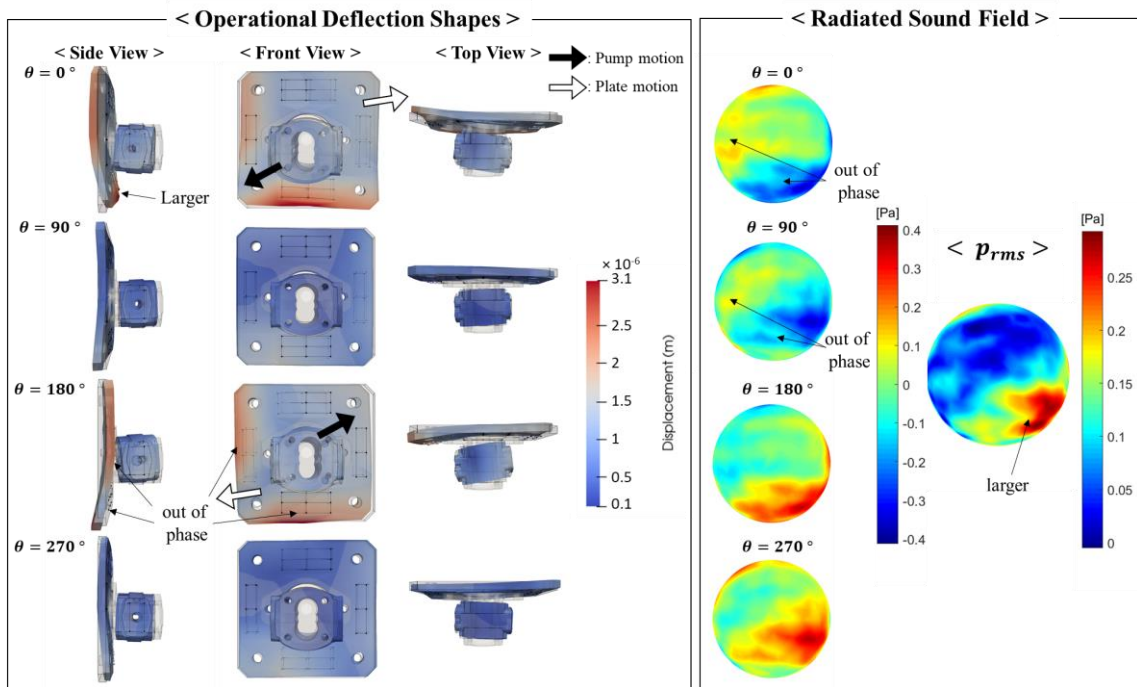 < Operational Deflection Shapes >
< Side View >
< Front View >
< Top View >
: Pump motion
: Plate motion
θ = 0 °
Larger
θ = 90 °
θ = 180 °
out of
phase
θ = 270 °
× 10⁻⁶
3.1
2.5
2
1.6
1
0.5
0.1
Displacement (m)
< Radiated Sound Field >
θ = 0 °
out of
phase
θ = 90 °
out of
phase
θ = 180 °
θ = 270 °
[Pa]
0.4
0.3
0.2
0.1
0
-0.1
-0.2
-0.3
-0.4
< p_rms >
larger
[Pa]
0.25
0.2
0.15
0.1
0.05
0